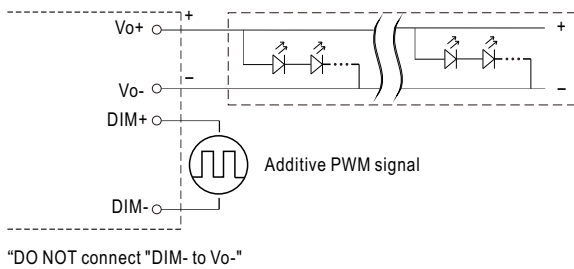 Vo+
+
+
Vo-
−
−
DIM+
Additive PWM signal
DIM-
“DO NOT connect "DIM- to Vo-"